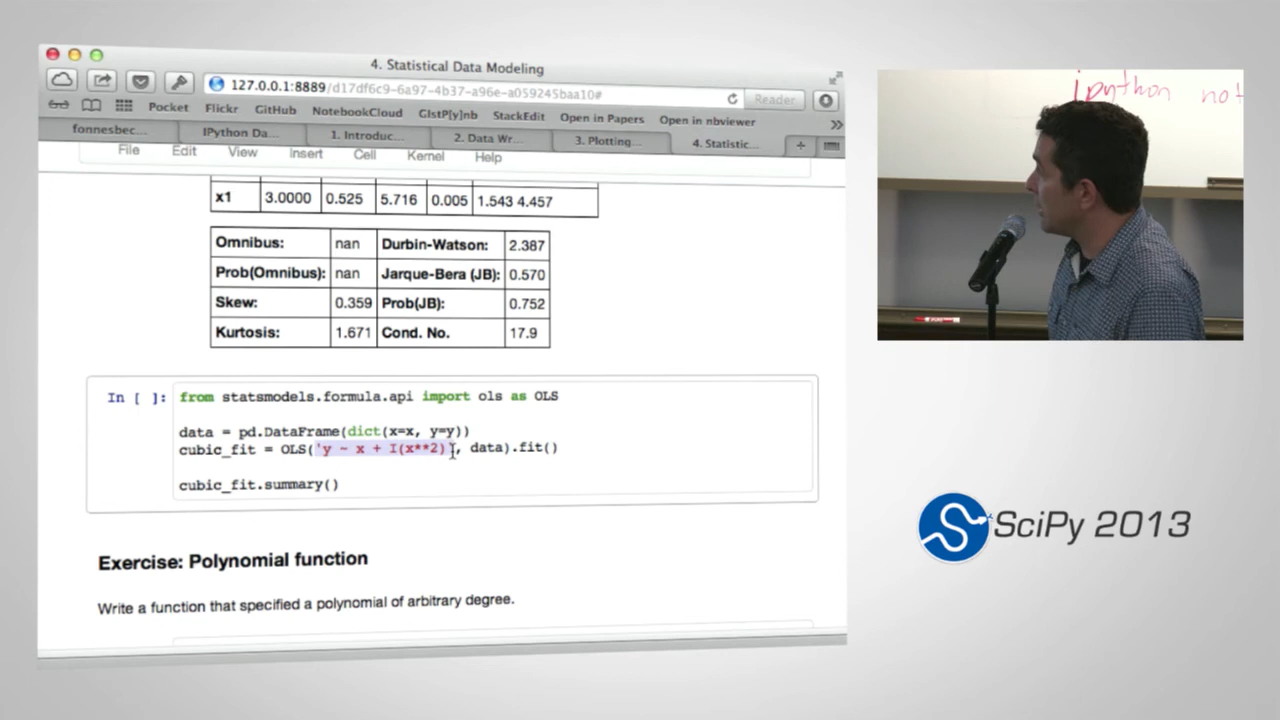 4. Statistical Data Modeling
127.0.0.1:8889/d17df6c9-6a97-4b37-a96e-a059245baa10#
Reader
Pocket Flickr GitHub NotebookCloud GistP[y]nb StackEdit Open in Papers Open in nbviewer
fonnesbec... IPython Da... 1. Introduc... 2. Data Wr... 3. Plotting... 4. Statistic...
File Edit View Insert Cell Kernel Help
x1 3.0000 0.525 5.716 0.005 1.543 4.457
Omnibus: nan Durbin-Watson: 2.387
Prob(Omnibus): nan Jarque-Bera (JB): 0.570
Skew: 0.359 Prob(JB): 0.752
Kurtosis: 1.671 Cond. No. 17.9
In [ ]: from statsmodels.formula.api import ols as OLS
data = pd.DataFrame(dict(x=x, y=y))
cubic_fit = OLS('y ~ x + I(x**2)', data).fit()
cubic_fit.summary()
Exercise: Polynomial function
Write a function that specified a polynomial of arbitrary degree.
ipython not
SciPy 2013